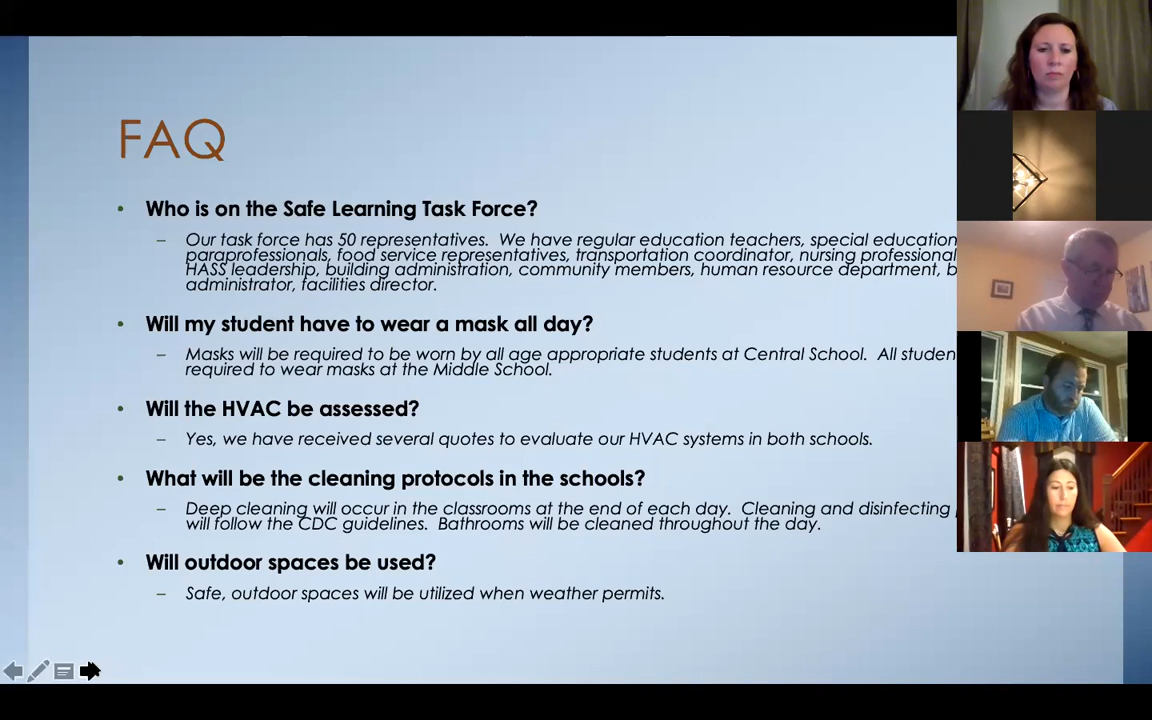 FAQ
• Who is on the Safe Learning Task Force?
– Our task force has 50 representatives. We have regular education teachers, special education
paraprofessionals, food service representatives, transportation coordinator, nursing professional
HASS leadership, building administration, community members, human resource department, b
administrator, facilities director.
• Will my student have to wear a mask all day?
– Masks will be required to be worn by all age appropriate students at Central School. All studen
required to wear masks at the Middle School.
• Will the HVAC be assessed?
– Yes, we have received several quotes to evaluate our HVAC systems in both schools.
• What will be the cleaning protocols in the schools?
– Deep cleaning will occur in the classrooms at the end of each day. Cleaning and disinfecting
will follow the CDC guidelines. Bathrooms will be cleaned throughout the day.
• Will outdoor spaces be used?
– Safe, outdoor spaces will be utilized when weather permits.